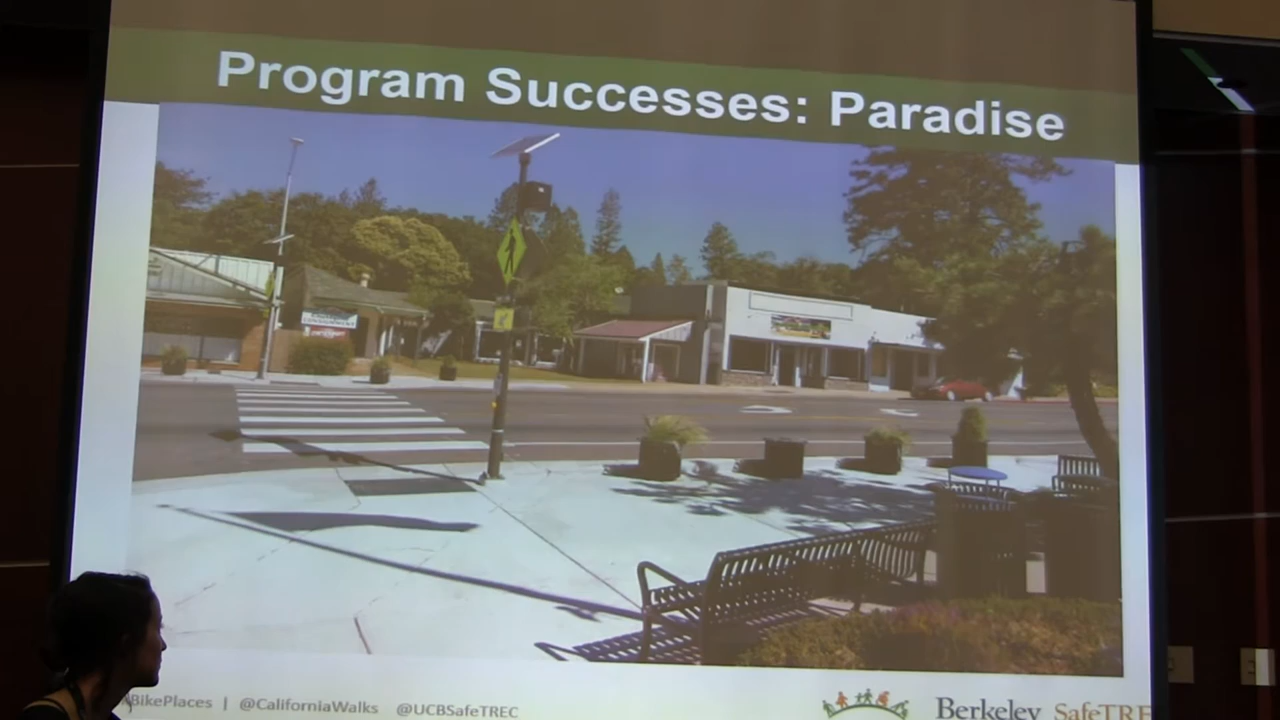 Program Successes: Paradise
BikePlaces | @CaliforniaWalks @UCBSafeTREC
Berkeley SafeTRE